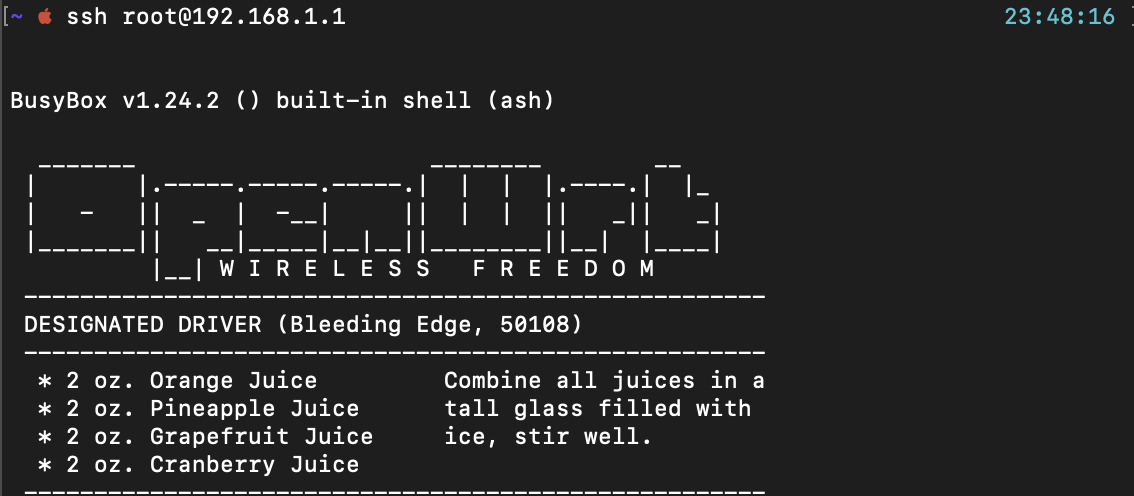 [~  ssh root@192.168.1.1 23:48:16 ]
BusyBox v1.24.2 () built-in shell (ash)
  _______                     ________        __
 |       |.-----.-----.-----.|  |  |  |.----.|  |_
 |   -   ||  _  |  -__|     ||  |  |  ||   _||   _|
 |_______||   __|_____|__|__||________||__|  |____|
          |__| W I R E L E S S   F R E E D O M
 -----------------------------------------------------
 DESIGNATED DRIVER (Bleeding Edge, 50108)
 -----------------------------------------------------
  * 2 oz. Orange Juice         Combine all juices in a
  * 2 oz. Pineapple Juice      tall glass filled with
  * 2 oz. Grapefruit Juice     ice, stir well.
  * 2 oz. Cranberry Juice
 -----------------------------------------------------